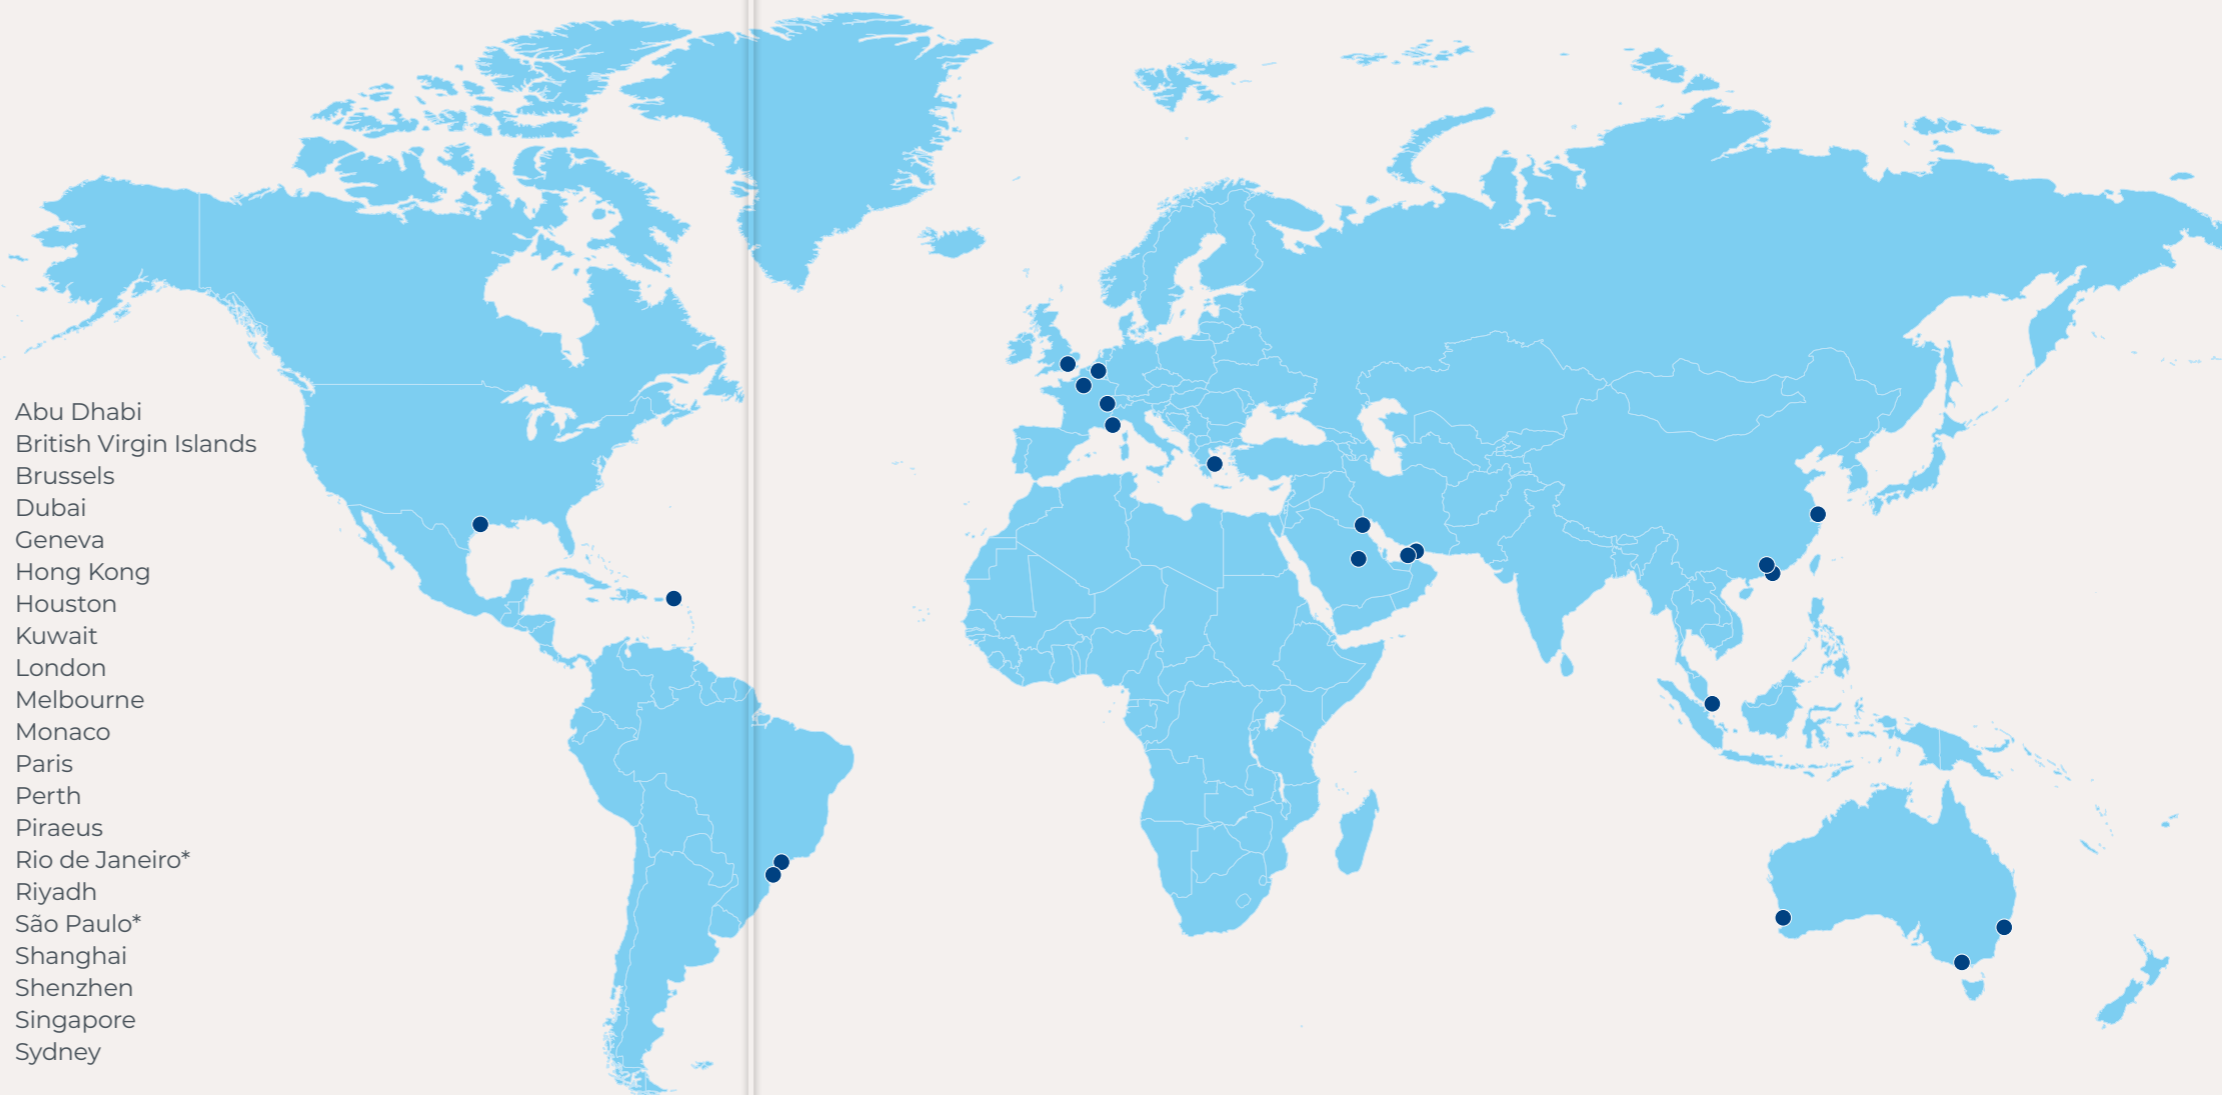 Abu Dhabi
British Virgin Islands
Brussels
Dubai
Geneva
Hong Kong
Houston
Kuwait
London
Melbourne
Monaco
Paris
Perth
Piraeus
Rio de Janeiro*
Riyadh
São Paulo*
Shanghai
Shenzhen
Singapore
Sydney